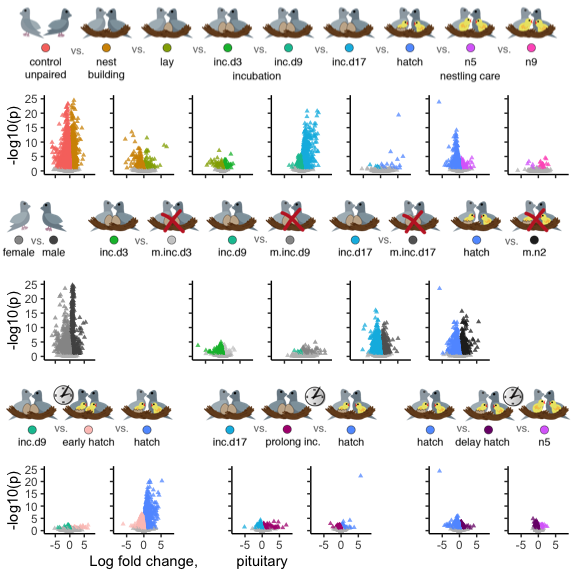 vs. vs. vs. vs. vs. vs. vs. vs.
control unpaired
nest building
lay
inc.d3
inc.d9
inc.d17
hatch
n5
n9
incubation
nestling care
-log10(p)
25
20
15
10
5
0
vs. vs. vs. vs. vs.
female male
inc.d3 m.inc.d3
inc.d9 m.inc.d9
inc.d17 m.inc.d17
hatch m.n2
-log10(p)
25
20
15
10
5
0
vs. vs. vs. vs. vs. vs.
inc.d9 early hatch hatch
inc.d17 prolong inc. hatch
hatch delay hatch n5
-log10(p)
25
20
15
10
5
0
-5 0 5 -5 0 5 -5 0 5 -5 0 5 -5 0 5 -5 0 5
Log fold change, pituitary